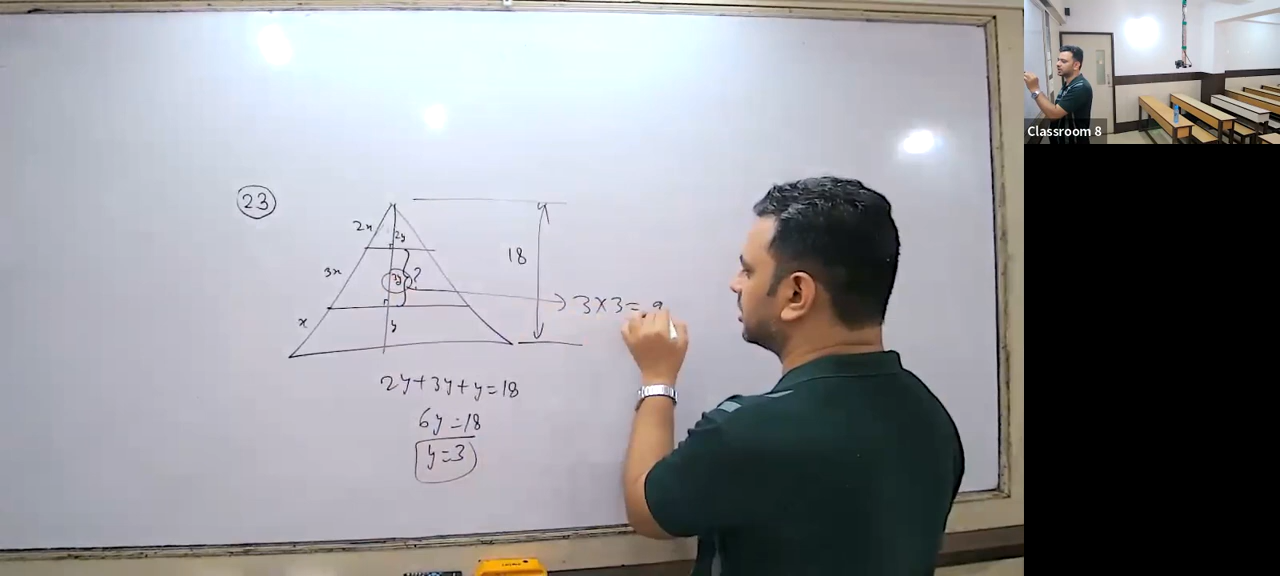 Classroom 8
23
2x
2y
3x
3y
?
18
x
y
3×3=9
2y+3y+y=18
6y=18
y=3